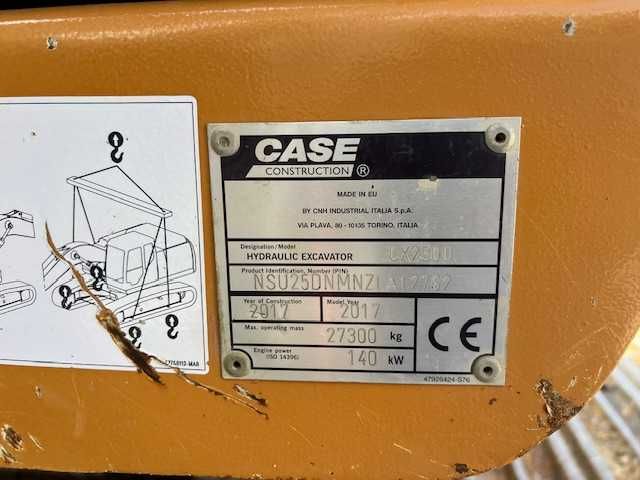 CASE
CONSTRUCTION ®
MADE IN EU
BY CNH INDUSTRIAL ITALIA S.p.A.
VIA PLAVA, 80 - 10135 TORINO, ITALIA
Designation/Model
HYDRAULIC EXCAVATOR CX250D
Product Identification Number (PIN)
Year of Construction Model Year
2017 2017
Max. operating mass 27300 kg
Engine power
(ISO 14396) 140 kW
CE
47926424-S76